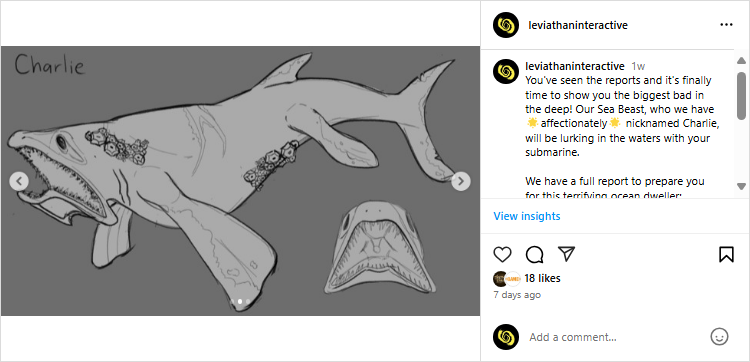 Charlie
leviathaninteractive
leviathaninteractive 1w
You've seen the reports and it's finally
time to show you the biggest bad in
the deep! Our Sea Beast, who we have
🌟 affectionately🌟 nicknamed Charlie,
will be lurking in the waters with your
submarine.
We have a full report to prepare you
for this terrifying ocean dweller:
View insights
18 likes
7 days ago
Add a comment...